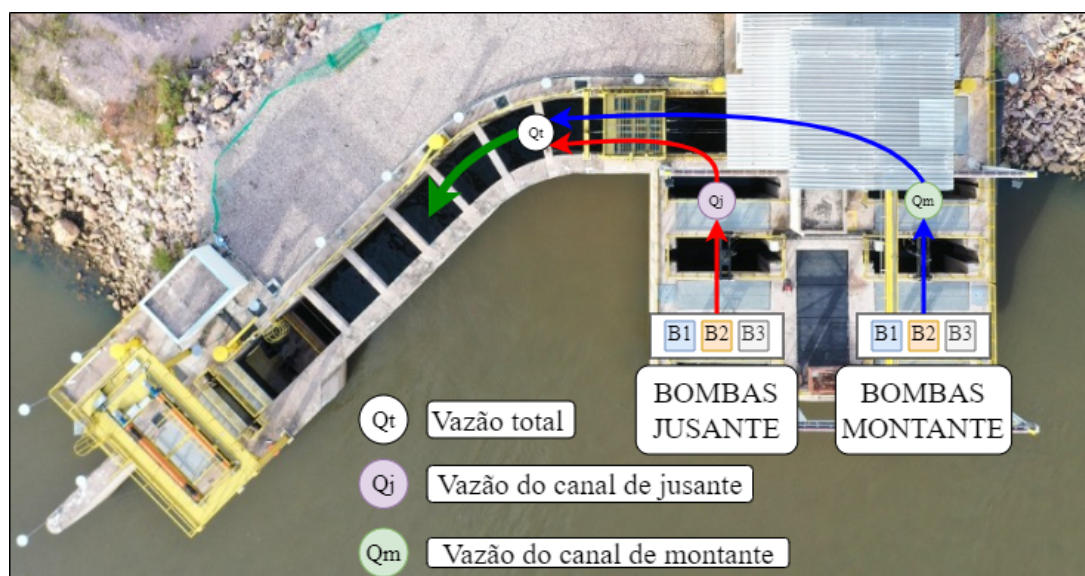 Qt
Qj
Qm
B1 B2 B3
B1 B2 B3
BOMBAS
JUSANTE
BOMBAS
MONTANTE
Qt Vazão total
Qj Vazão do canal de jusante
Qm Vazão do canal de montante